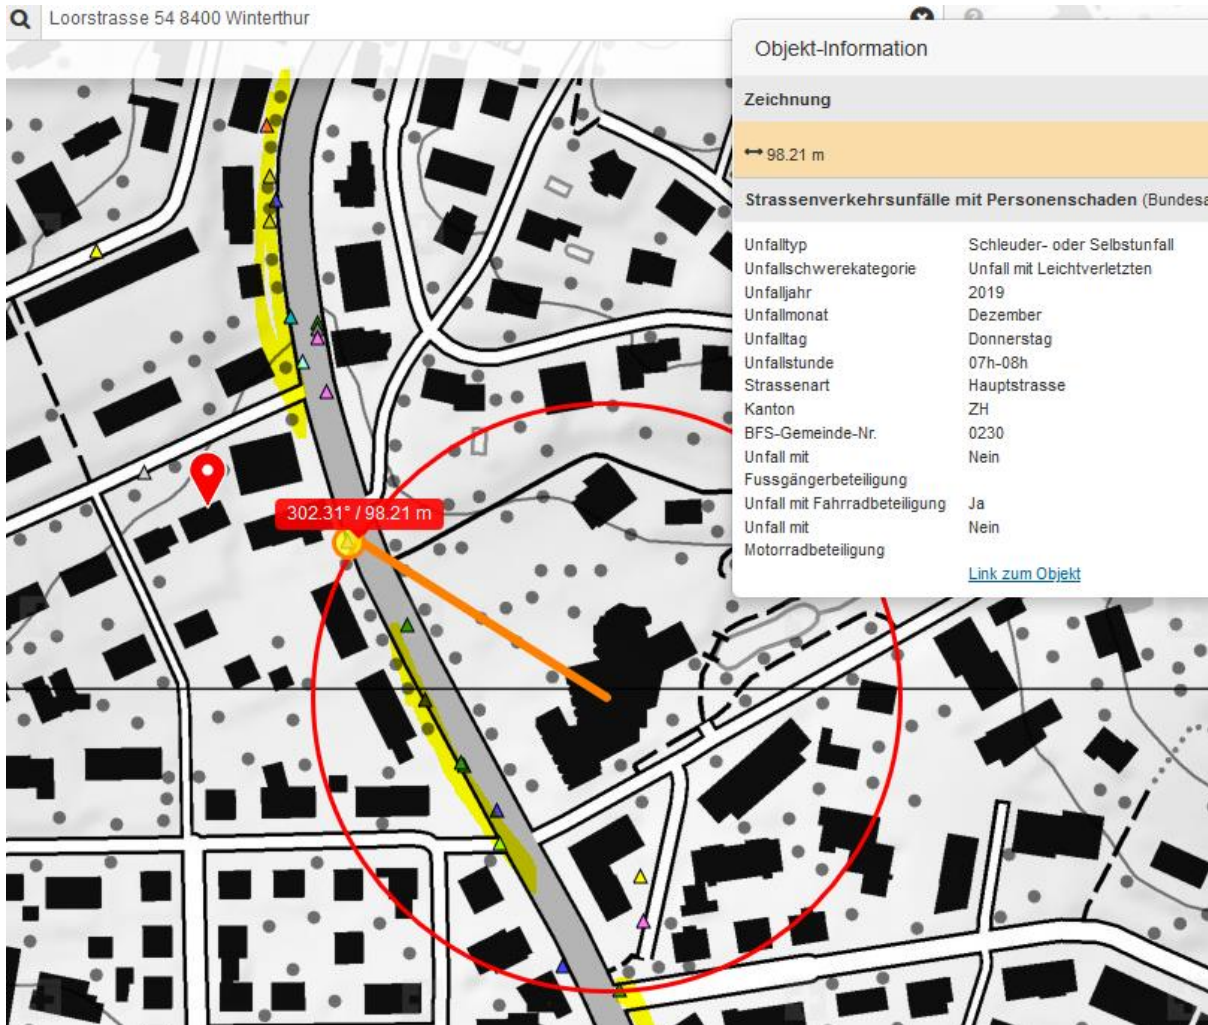 Loorstrasse 54 8400 Winterthur
Objekt-Information
Zeichnung
98.21 m
Strassenverkehrsunfälle mit Personenschaden (Bundesa
Unfalltyp Schleuder- oder Selbstunfall
Unfallschwerekategorie Unfall mit Leichtverletzten
Unfalljahr 2019
Unfallmonat Dezember
Unfalltag Donnerstag
Unfallstunde 07h-08h
Strassenart Hauptstrasse
Kanton ZH
BFS-Gemeinde-Nr. 0230
Unfall mit Nein
Fussgängerbeteiligung
Unfall mit Fahrradbeteiligung Ja
Unfall mit Nein
Motorradbeteiligung
Link zum Objekt
302.31° / 98.21 m